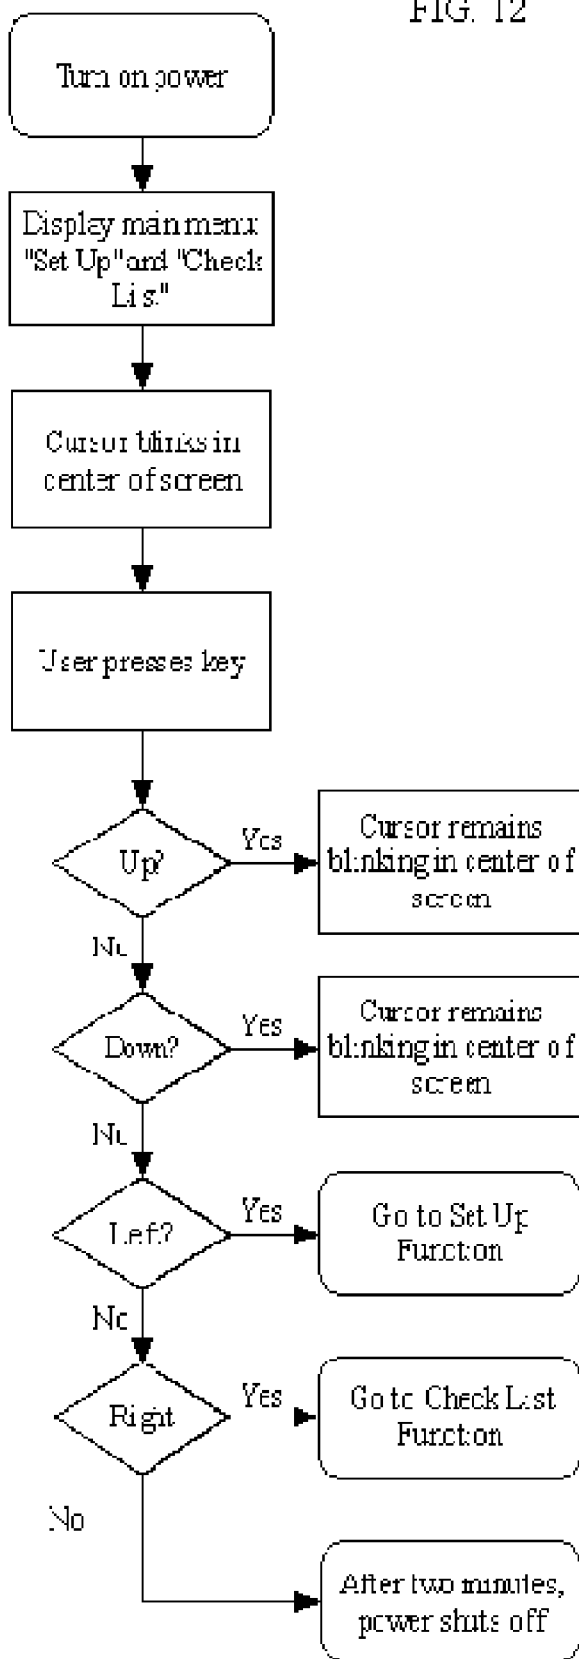 FIG. 12
Turn on power
Display main menu:
"Set Up" and "Check
List"
Cursor blinks in
center of screen
User presses key
Up?
Yes
Cursor remains
blinking in center of
screen
No
Down?
Yes
Cursor remains
blinking in center of
screen
No
Left?
Yes
Go to Set Up
Function
No
Right
Yes
Go to Check List
Function
No
After two minutes,
power shuts off